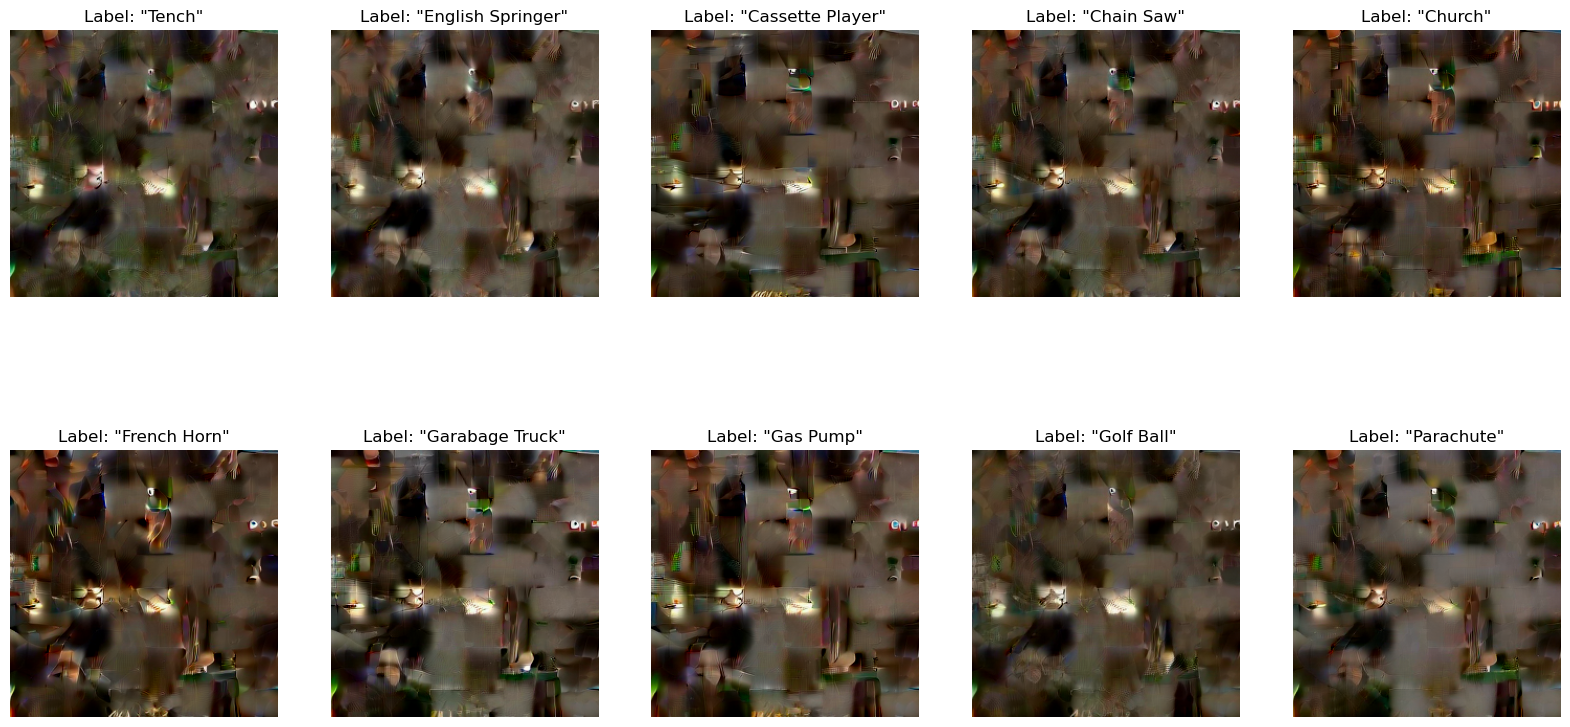 Label: "Tench"
Label: "English Springer"
Label: "Cassette Player"
Label: "Chain Saw"
Label: "Church"
Label: "French Horn"
Label: "Garabage Truck"
Label: "Gas Pump"
Label: "Golf Ball"
Label: "Parachute"